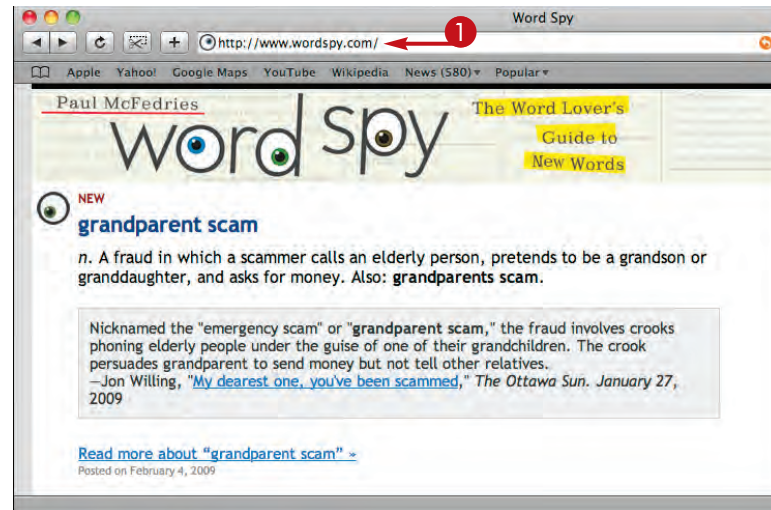 Word Spy
http://www.wordspy.com/
1
Apple Yahoo! Google Maps YouTube Wikipedia News (580) Popular
Paul McFedries
word spy
The Word Lover's
Guide to
New Words
NEW
grandparent scam
n. A fraud in which a scammer calls an elderly person, pretends to be a grandson or
granddaughter, and asks for money. Also: grandparents scam.
Nicknamed the "emergency scam" or "grandparent scam," the fraud involves crooks
phoning elderly people under the guise of one of their grandchildren. The crook
persuades grandparent to send money but not tell other relatives.
—Jon Willing, "My dearest one, you've been scammed," The Ottawa Sun. January 27,
2009
Read more about “grandparent scam” »
Posted on February 4, 2009